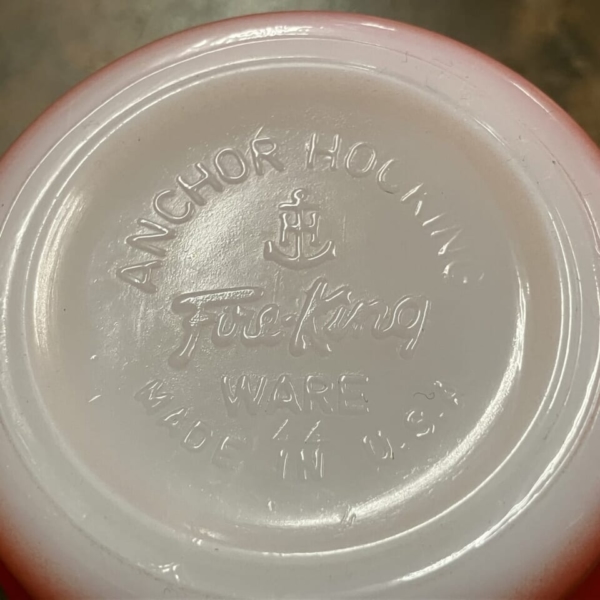 ANCHOR HOCKING
Fire-King
WARE
44
MADE IN U.S.A